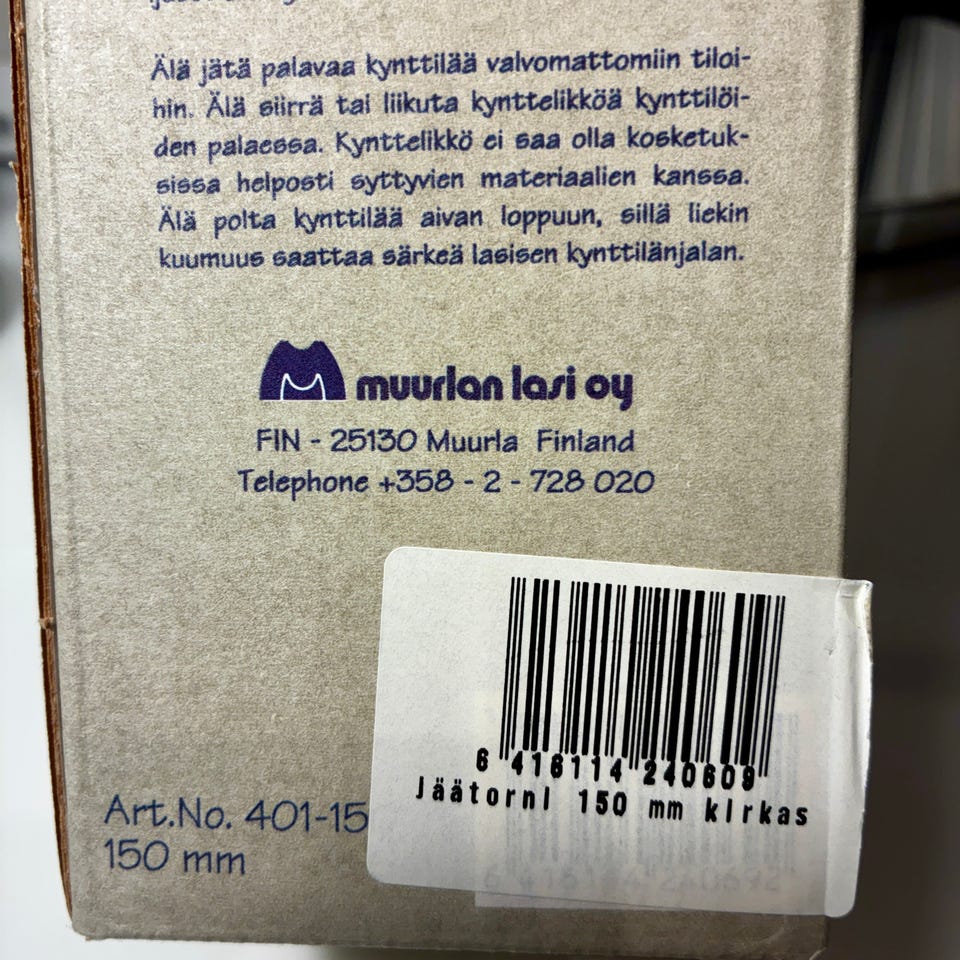 Älä jätä palavaa kynttilää valvomattomiin tiloi-
hin. Älä siirrä tai liikuta kynttelikköä kynttilöi-
den palaessa. Kynttelikkö ei saa olla kosketuk-
sissa helposti syttyvien materiaalien kanssa.
Älä polta kynttilää aivan loppuun, sillä liekin
kuumuus saattaa särkeä lasisen kynttilänjalan.
muurlan lasi oy
FIN - 25130 Muurla Finland
Telephone +358 - 2 - 728 020
6 416114 240609
Jäätorni 150 mm kirkas
Art.No. 401-15
150 mm